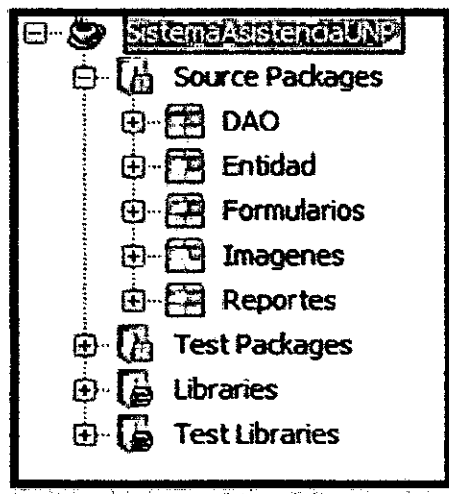 SistemaAsistenciaUNP
Source Packages
DAO
Entidad
Formularios
Imagenes
Reportes
Test Packages
Libraries
Test Libraries